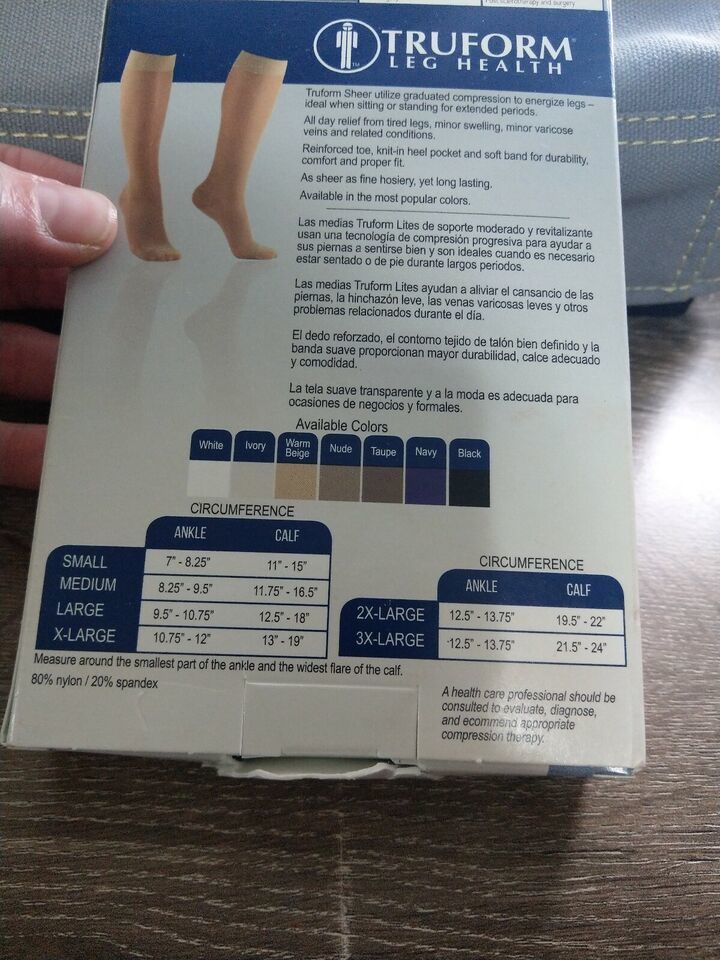 Post sclerotherapy and surgery
TRUFORM
LEG HEALTH
TM
Truform Sheer utilize graduated compression to energize legs –
ideal when sitting or standing for extended periods.
All day relief from tired legs, minor swelling, minor varicose
veins and related conditions.
Reinforced toe, knit-in heel pocket and soft band for durability,
comfort and proper fit.
As sheer as fine hosiery, yet long lasting.
Available in the most popular colors.
Las medias Truform Lites de soporte moderado y revitalizante
usan una tecnología de compresión progresiva para ayudar a
sus piernas a sentirse bien y son ideales cuando es necesario
estar sentado o de pie durante largos periodos.
Las medias Truform Lites ayudan a aliviar el cansancio de las
piernas, la hinchazón leve, las venas varicosas leves y otros
problemas relacionados durante el día.
El dedo reforzado, el contorno tejido de talón bien definido y la
banda suave proporcionan mayor durabilidad, calce adecuado
y comodidad.
La tela suave transparente y a la moda es adecuada para
ocasiones de negocios y formales.
Available Colors
White Ivory Warm Beige Nude Taupe Navy Black
CIRCUMFERENCE
ANKLE CALF
SMALL 7" - 8.25" 11" - 15"
MEDIUM 8.25" - 9.5" 11.75" - 16.5"
LARGE 9.5" - 10.75" 12.5" - 18"
X-LARGE 10.75" - 12" 13" - 19"
CIRCUMFERENCE
ANKLE CALF
2X-LARGE 12.5" - 13.75" 19.5" - 22"
3X-LARGE 12.5" - 13.75" 21.5" - 24"
Measure around the smallest part of the ankle and the widest flare of the calf.
80% nylon / 20% spandex
A health care professional should be
consulted to evaluate, diagnose,
and ecommend appropriate
compression therapy.